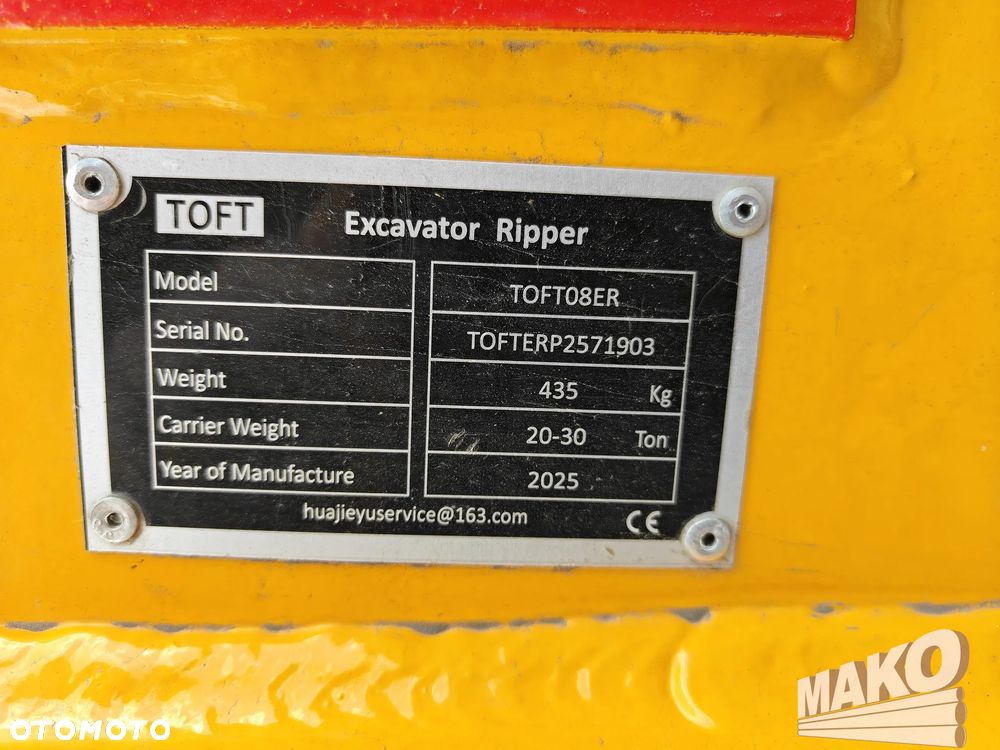 TOFT Excavator Ripper
Model TOFT08ER
Serial No. TOFTERP2571903
Weight 435 Kg
Carrier Weight 20-30 Ton
Year of Manufacture 2025
huajieyuservice@163.com CE
OTOMOTO
MAKO